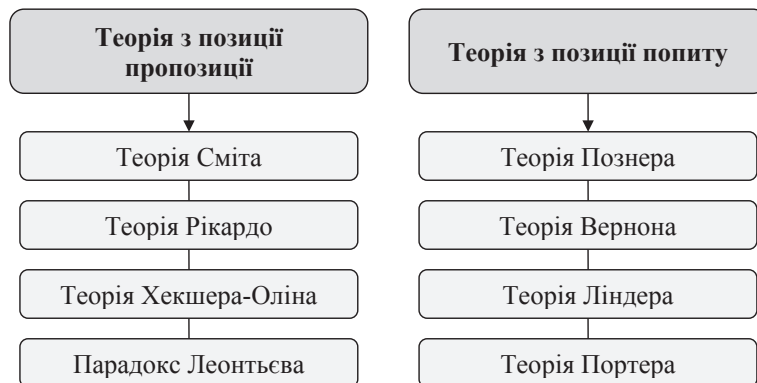 Теорія з позиції
пропозиції
Теорія Сміта
Теорія Рікардо
Теорія Хекшера-Оліна
Парадокс Леонтьєва
Теорія з позиції попиту
Теорія Познера
Теорія Вернона
Теорія Ліндера
Теорія Портера